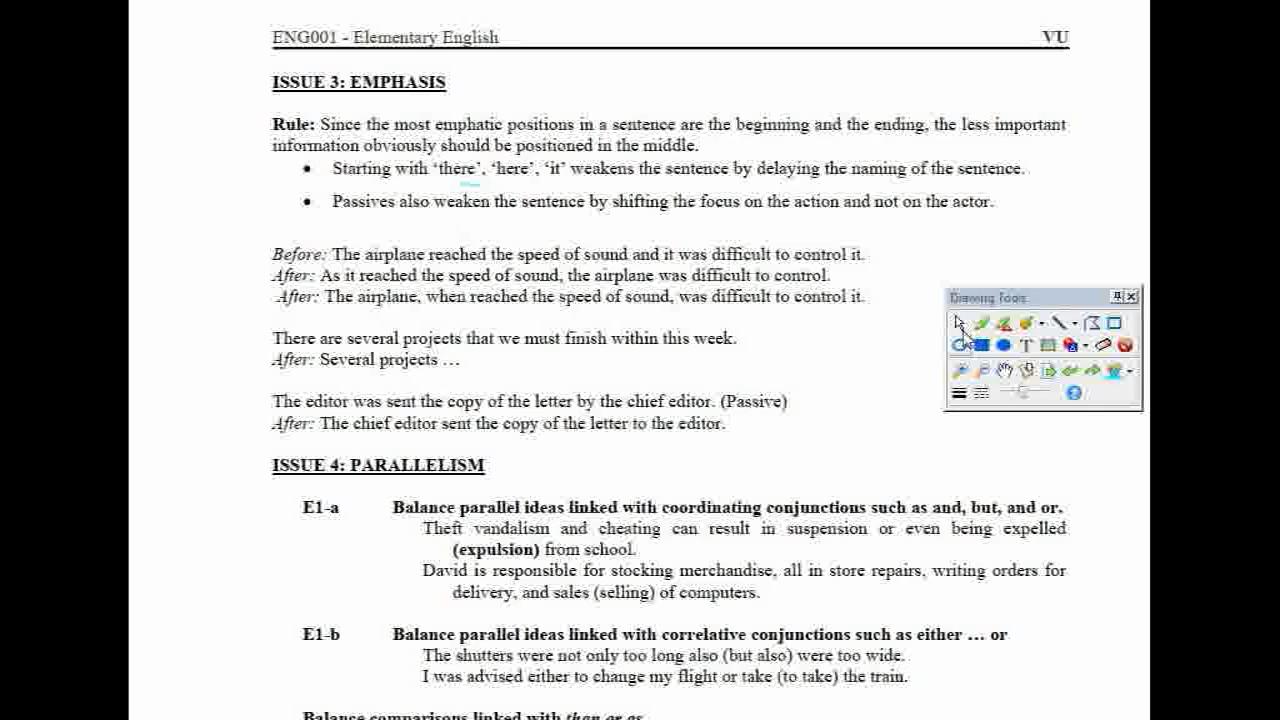 ENG001 - Elementary English VU
ISSUE 3: EMPHASIS
Rule: Since the most emphatic positions in a sentence are the beginning and the ending, the less important
information obviously should be positioned in the middle.
• Starting with ‘there’, ‘here’, ‘it’ weakens the sentence by delaying the naming of the sentence.
• Passives also weaken the sentence by shifting the focus on the action and not on the actor.
Before: The airplane reached the speed of sound and it was difficult to control it.
After: As it reached the speed of sound, the airplane was difficult to control.
After: The airplane, when reached the speed of sound, was difficult to control it.
Drawing Tools
There are several projects that we must finish within this week.
After: Several projects …
The editor was sent the copy of the letter by the chief editor. (Passive)
After: The chief editor sent the copy of the letter to the editor.
ISSUE 4: PARALLELISM
E1-a Balance parallel ideas linked with coordinating conjunctions such as and, but, and or.
Theft vandalism and cheating can result in suspension or even being expelled
(expulsion) from school.
David is responsible for stocking merchandise, all in store repairs, writing orders for
delivery, and sales (selling) of computers.
E1-b Balance parallel ideas linked with correlative conjunctions such as either … or
The shutters were not only too long also (but also) were too wide.
I was advised either to change my flight or take (to take) the train.
Balance comparisons linked with than or as